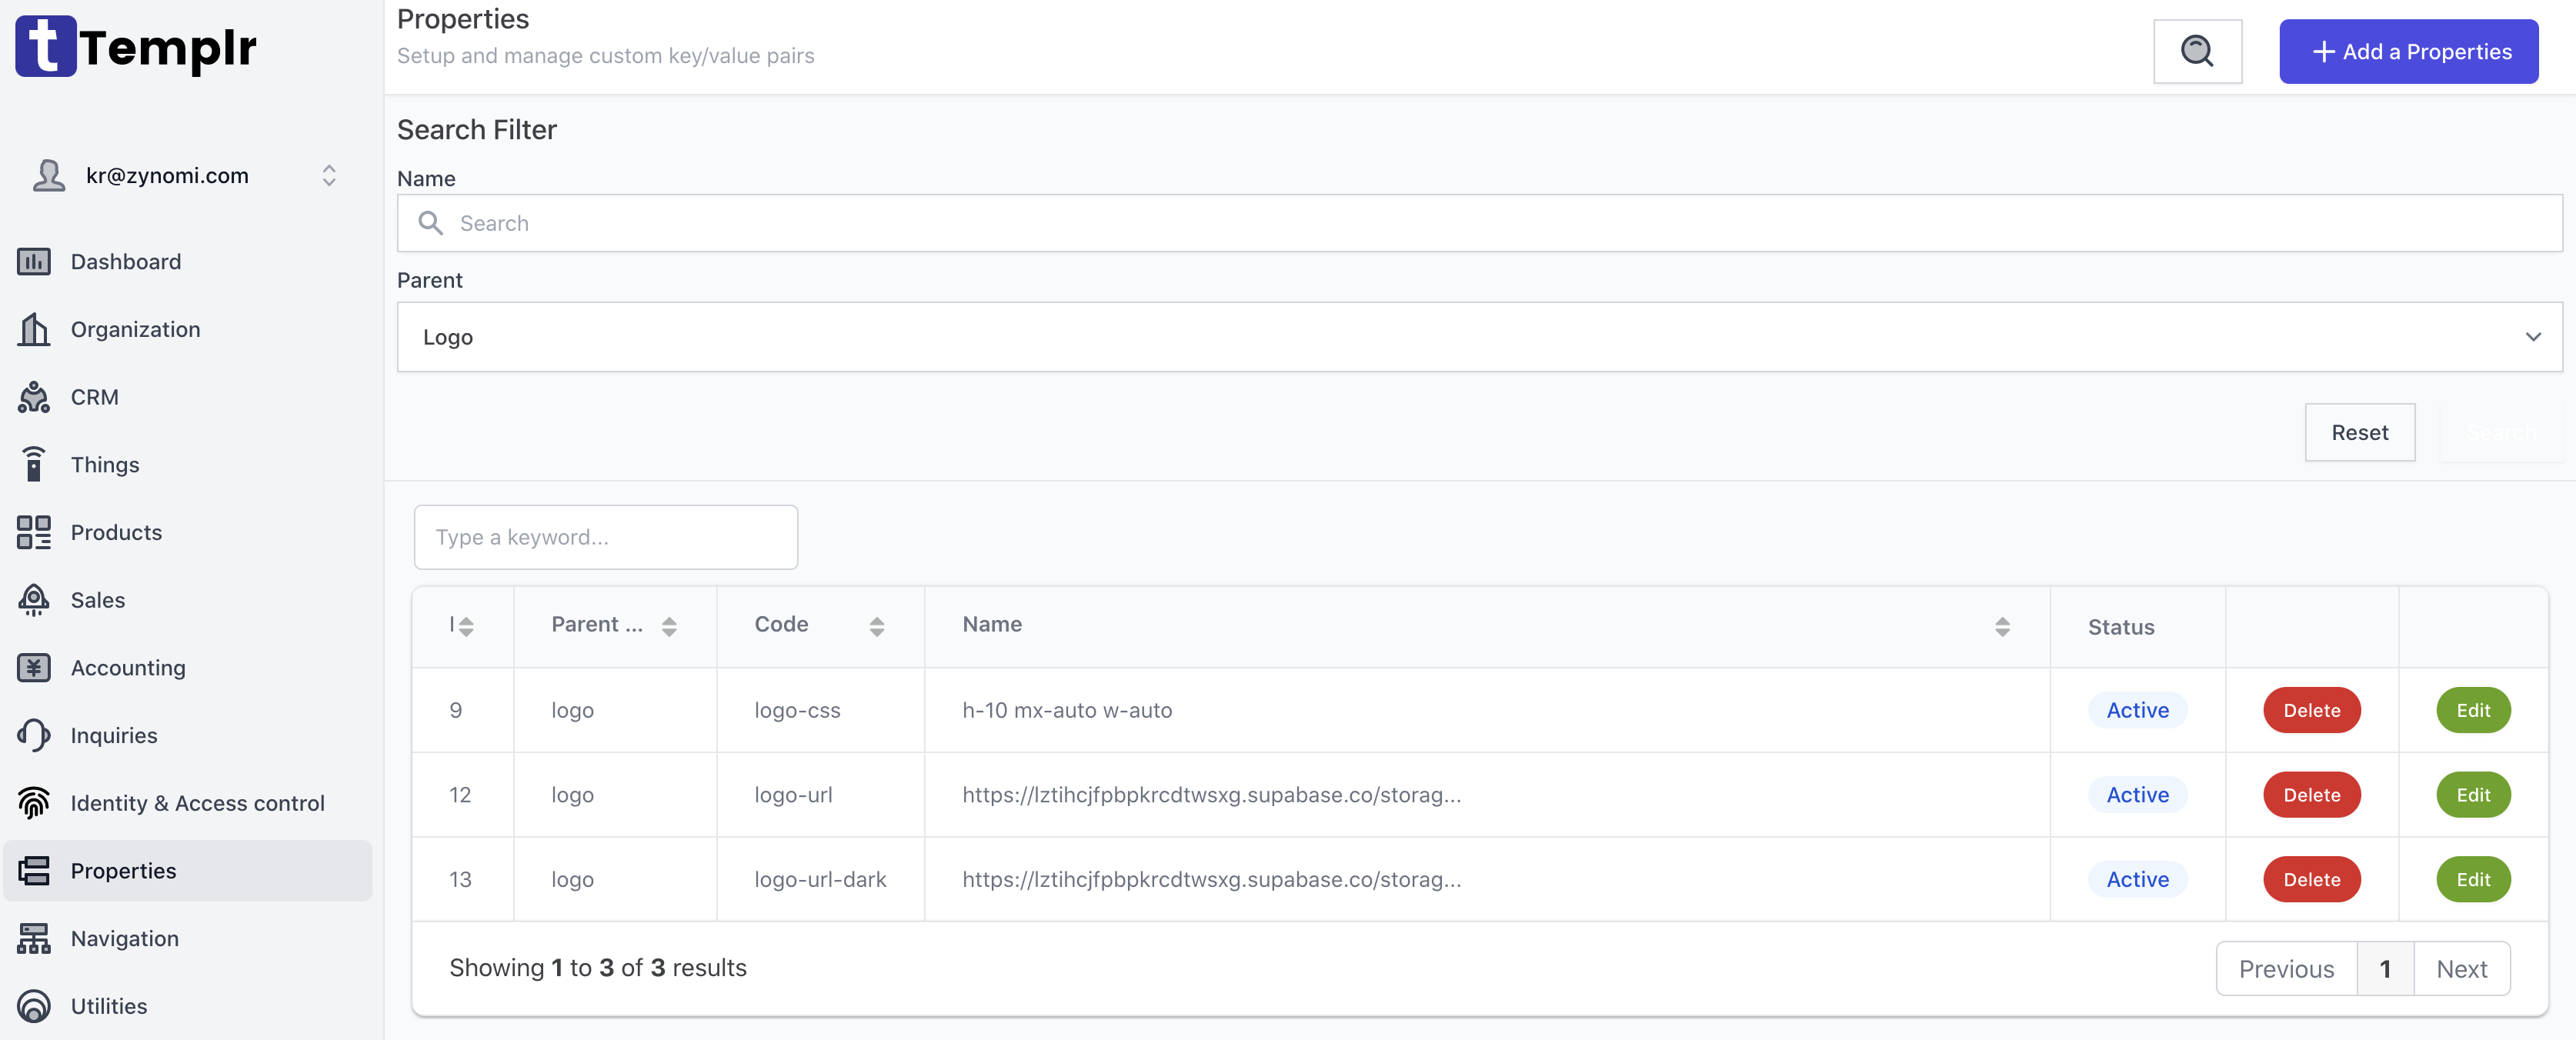 Templr
kr@zynomi.com
Dashboard
Organization
CRM
Things
Products
Sales
Accounting
Inquiries
Identity & Access control
Properties
Navigation
Utilities
Properties
Setup and manage custom key/value pairs
Add a Properties
Search Filter
Name
Search
Parent
Logo
Reset Search
Type a keyword...
I Parent ... Code Name Status
9 logo logo-css h-10 mx-auto w-auto Active Delete Edit
12 logo logo-url https://lztihcjfpbpkrcdtwsxg.supabase.co/storag... Active Delete Edit
13 logo logo-url-dark https://lztihcjfpbpkrcdtwsxg.supabase.co/storag... Active Delete Edit
Showing 1 to 3 of 3 results
Previous 1 Next